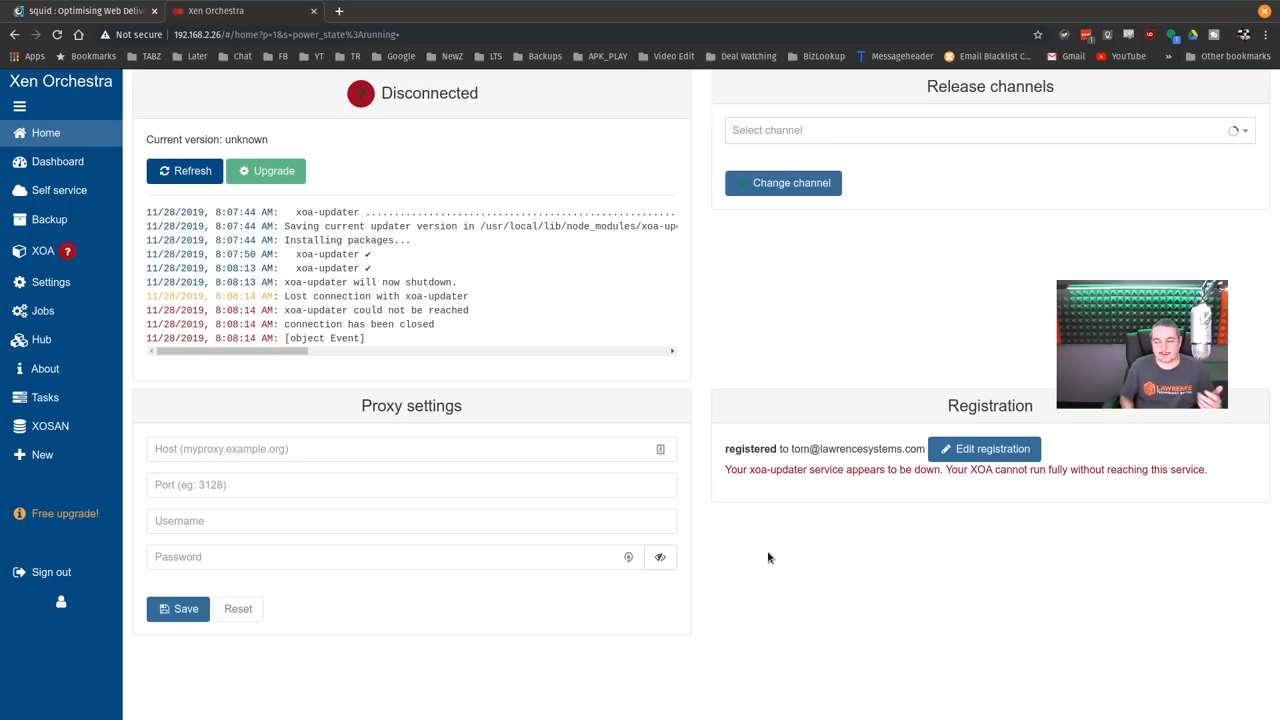 squid : Optimising Web Deliv
Xen Orchestra
Not secure
192.168.2.26/#/home?p=1&s=power_state%3Arunning+
Apps
Bookmarks
TABZ
Later
Chat
FB
YT
TR
Google
NewZ
LTS
Backups
APK_PLAY
Video Edit
Deal Watching
BizLookup
Messageheader
Email Blacklist C...
Gmail
YouTube
»
Other bookmarks
Xen Orchestra
Home
Dashboard
Self service
Backup
XOA ?
Settings
Jobs
Hub
About
Tasks
XOSAN
New
Free upgrade!
Sign out
? Disconnected
Current version: unknown
Refresh
Upgrade
11/28/2019, 8:07:44 AM: xoa-updater .....................................................
11/28/2019, 8:07:44 AM: Saving current updater version in /usr/local/lib/node_modules/xoa-up
11/28/2019, 8:07:44 AM: Installing packages...
11/28/2019, 8:07:50 AM: xoa-updater ✔
11/28/2019, 8:08:13 AM: xoa-updater ✔
11/28/2019, 8:08:13 AM: xoa-updater will now shutdown.
11/28/2019, 8:08:14 AM: Lost connection with xoa-updater
11/28/2019, 8:08:14 AM: xoa-updater could not be reached
11/28/2019, 8:08:14 AM: connection has been closed
11/28/2019, 8:08:14 AM: [object Event]
Release channels
Select channel
Change channel
Proxy settings
Host (myproxy.example.org)
Port (eg: 3128)
Username
Password
Save
Reset
Registration
registered to tom@lawrencesystems.com
Edit registration
Your xoa-updater service appears to be down. Your XOA cannot run fully without reaching this service.
LAWRENCE